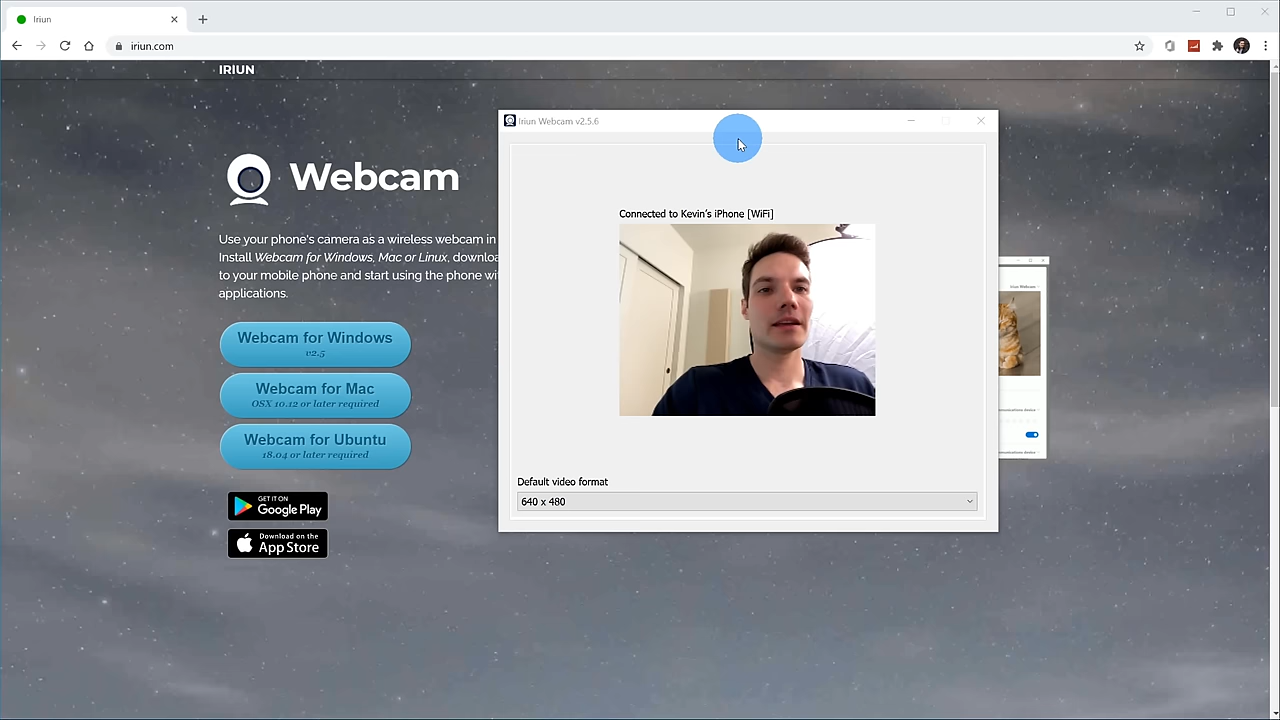 Iriun
iriun.com
IRIUN
Webcam
Use your phone's camera as a wireless webcam in
Install Webcam for Windows, Mac or Linux, downloa
to your mobile phone and start using the phone wi
applications.
Webcam for Windows
v2.5
Webcam for Mac
OSX 10.12 or later required
Webcam for Ubuntu
18.04 or later required
GET IT ON
Google Play
Download on the
App Store
Iriun Webcam v2.5.6
Connected to Kevin's iPhone [WiFi]
Default video format
640 x 480
Iriun Webcam